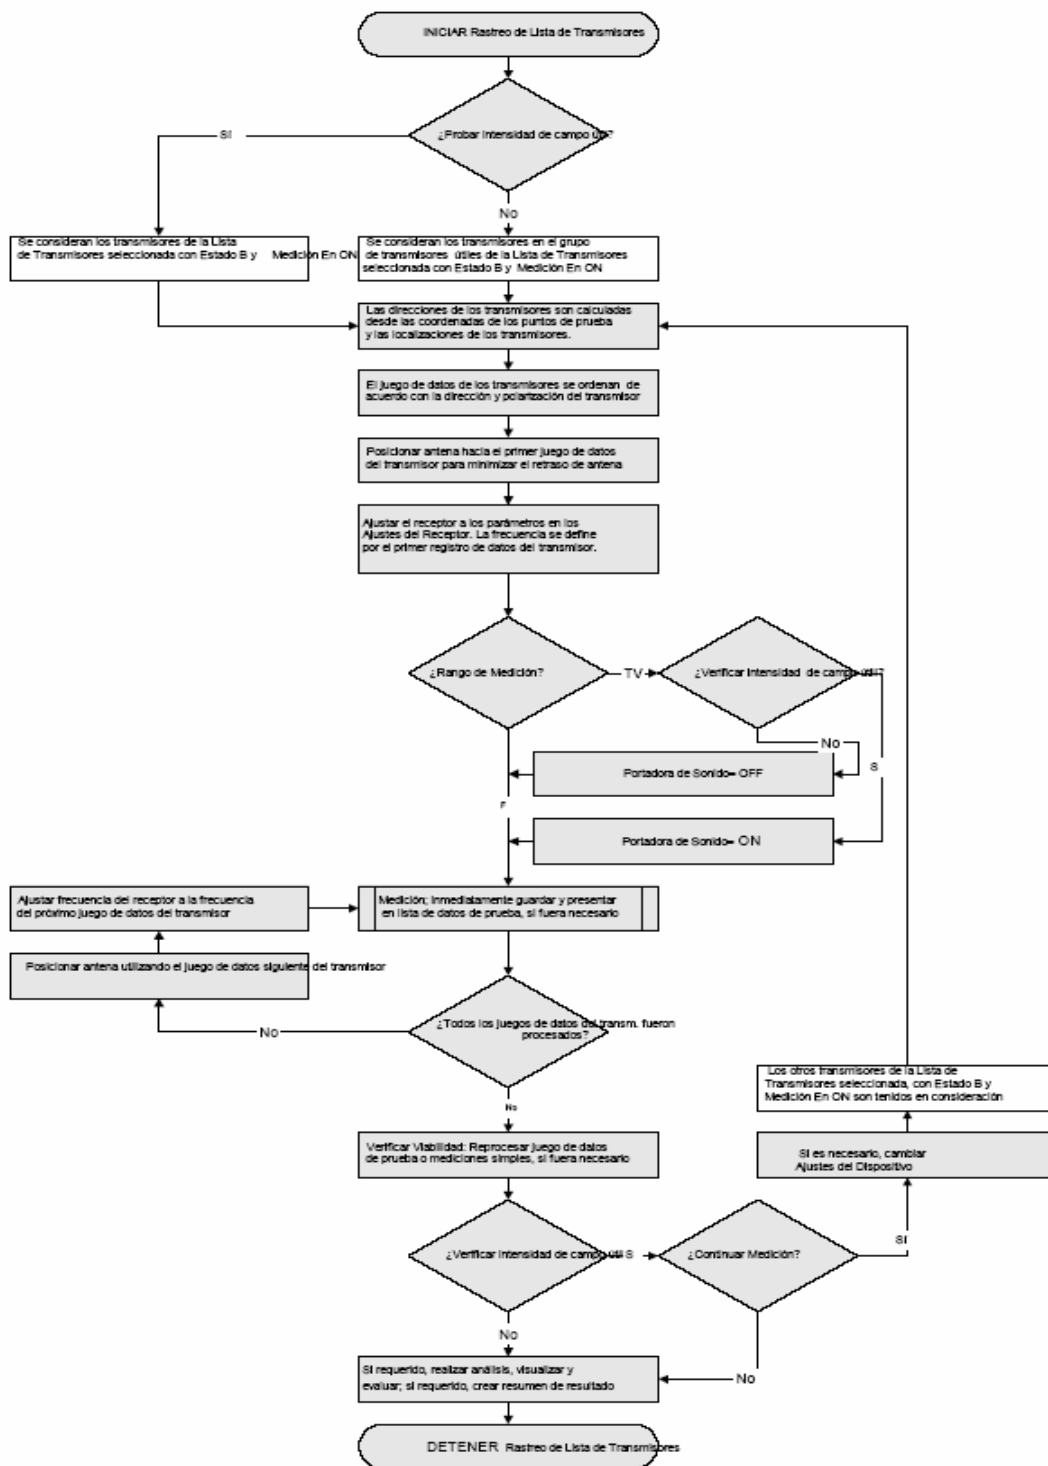 INICIAR Rastreo de Lista de Transmisores
¿Probar intensidad de campo útil?
Sí
No
Se consideran los transmisores de la Lista
de Transmisores seleccionada con Estado B y Medición En ON
Se consideran los transmisores en el grupo
de transmisores útiles de la Lista de Transmisores
seleccionada con Estado B y Medición En ON
Las direcciones de los transmisores son calculadas
desde las coordenadas de los puntos de prueba
y las localizaciones de los transmisores.
El juego de datos de los transmisores se ordenan de
acuerdo con la dirección y polarización del transmisor
Posicionar antena hacia el primer juego de datos
del transmisor para minimizar el retraso de antena
Ajustar el receptor a los parámetros en los
Ajustes del Receptor. La frecuencia se define
por el primer registro de datos del transmisor.
¿Rango de Medición?
TV
¿Verificar intensidad de campo útil?
No
S
Portadora de Sonido= OFF
F
Portadora de Sonido= ON
Ajustar frecuencia del receptor a la frecuencia
del próximo juego de datos del transmisor
Medición; inmediatamente guardar y presentar
en lista de datos de prueba, si fuera necesario
Posicionar antena utilizando el juego de datos siguiente del transmisor
¿Todos los juegos de datos del transm. fueron
procesados?
No
No
Los otros transmisores de la Lista de
Transmisores seleccionada, con Estado B y
Medición En ON son tenidos en consideración
Verificar Viabilidad: Reprocesar juego de datos
de prueba o mediciones simples, si fuera necesario
Si es necesario, cambiar
Ajustes del Dispositivo
¿Verificar intensidad de campo útil
S
¿Continuar Medición?
Sí
No
No
Si requerido, realizar análisis, visualizar y
evaluar; si requerido, crear resumen de resultado
DETENER Rastreo de Lista de Transmisores